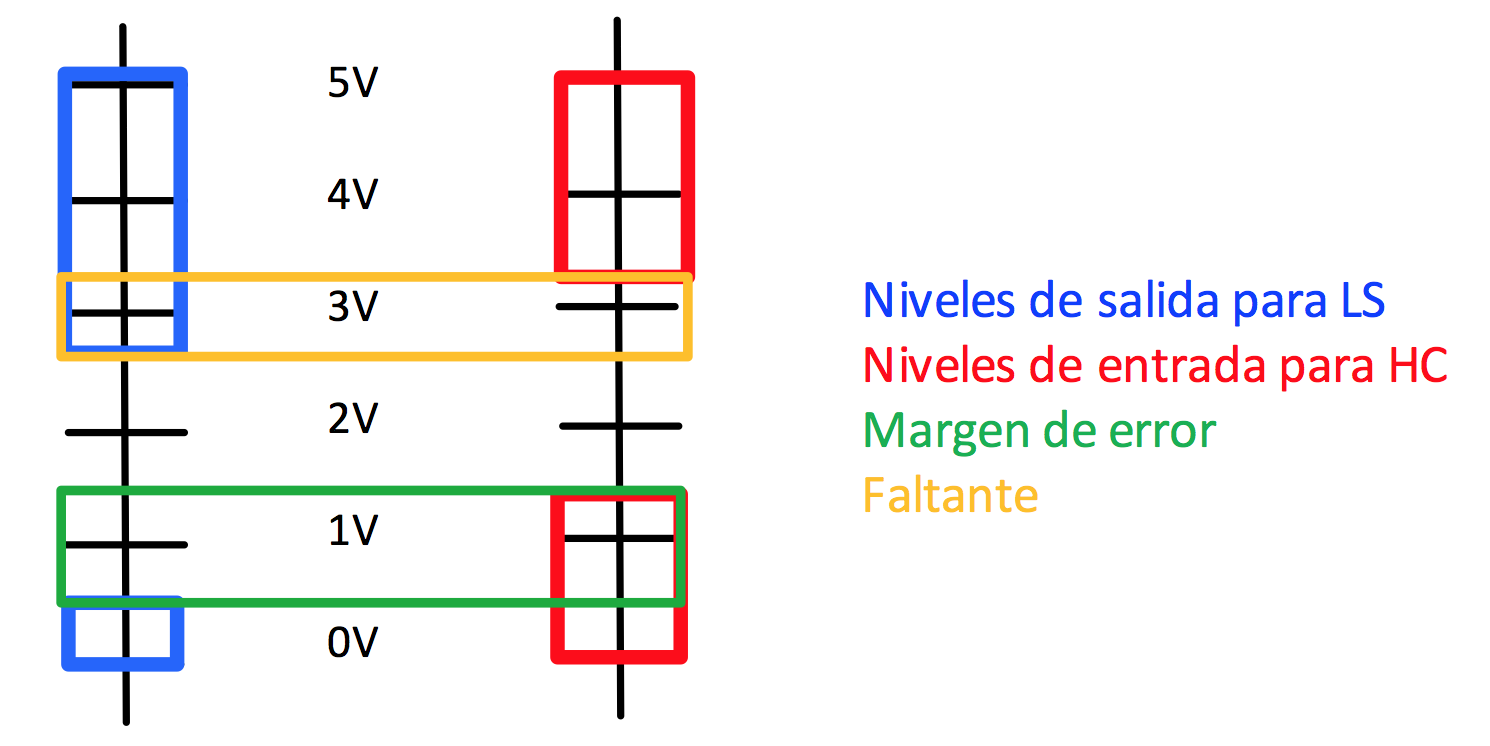 5V
4V
3V
2V
1V
0V
Niveles de salida para LS
Niveles de entrada para HC
Margen de error
Faltante